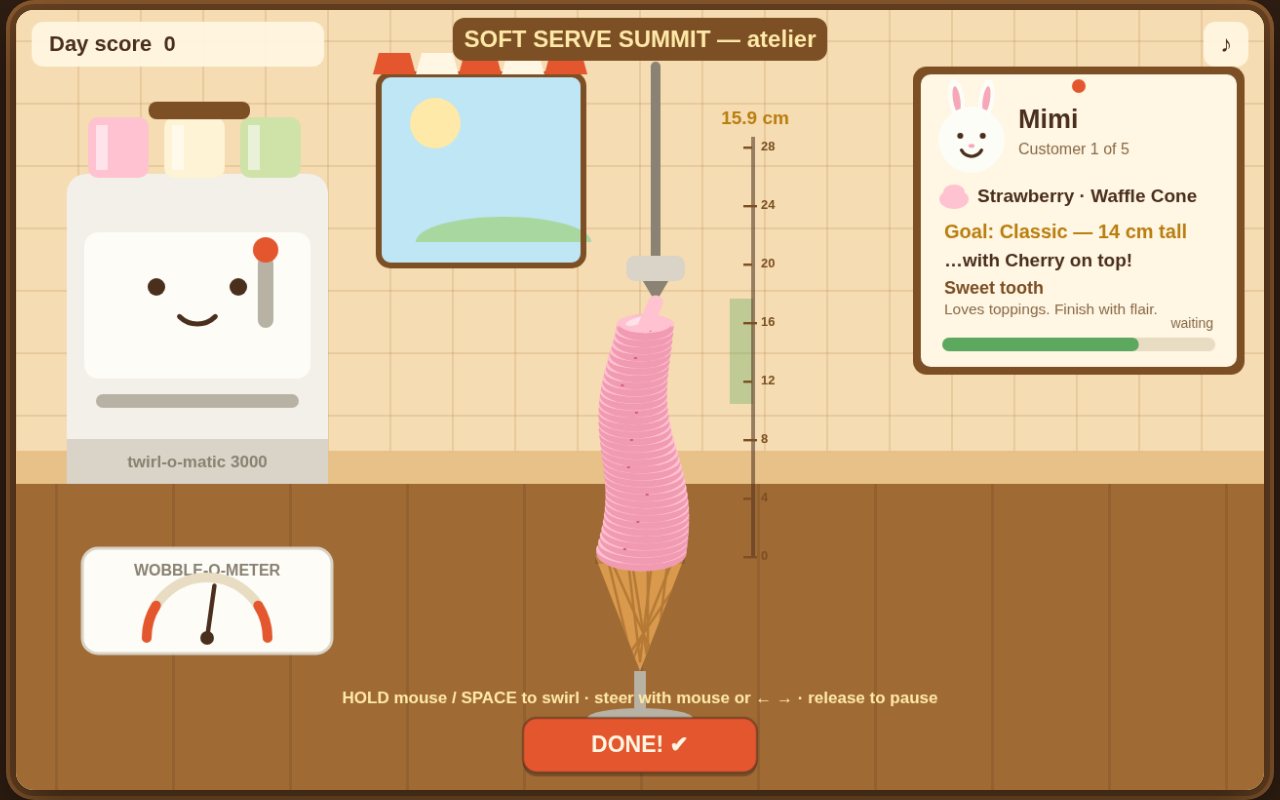 Day score 0
SOFT SERVE SUMMIT — atelier
♪
15.9 cm
28
24
20
16
12
8
4
0
Mimi
Customer 1 of 5
Strawberry · Waffle Cone
Goal: Classic — 14 cm tall
…with Cherry on top!
Sweet tooth
Loves toppings. Finish with flair.
waiting
twirl-o-matic 3000
WOBBLE-O-METER
HOLD mouse / SPACE to swirl · steer with mouse or ← → · release to pause
DONE! ✔